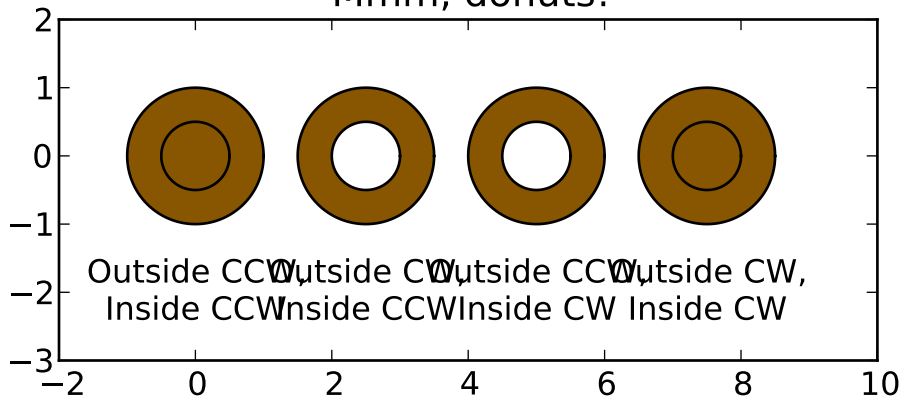 Mmm, donuts!
2
1
0
−1
−2
−3
Outside CCW,
Inside CCW
Outside CW,
Inside CCW
Outside CCW,
Inside CW
Outside CW,
Inside CW
−2 0 2 4 6 8 10